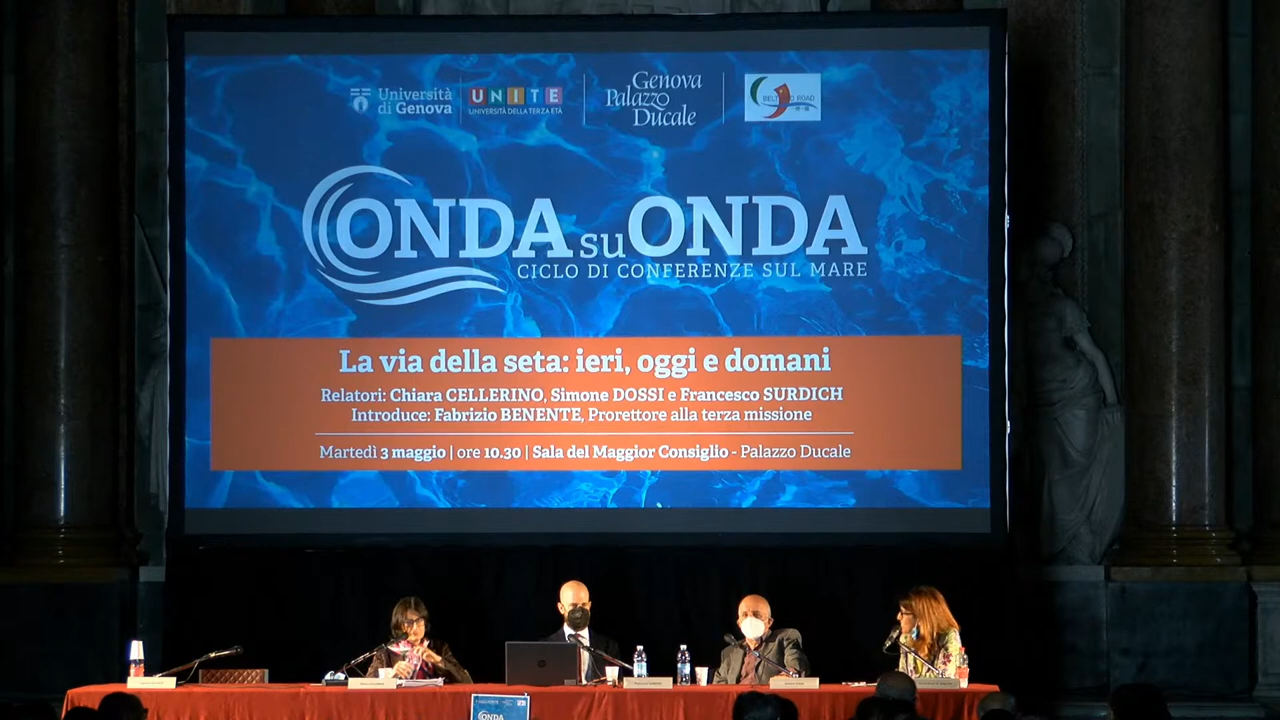 Università
di Genova
UNITE
UNIVERSITÀ DELLA TERZA ETÀ
Genova
Palazzo
Ducale
ONDA su ONDA
CICLO DI CONFERENZE SUL MARE
La via della seta: ieri, oggi e domani
Relatori: Chiara CELLERINO, Simone DOSSI e Francesco SURDICH
Introduce: Fabrizio BENENTE, Prorettore alla terza missione
Martedì 3 maggio | ore 10.30 | Sala del Maggior Consiglio - Palazzo Ducale
ONDA